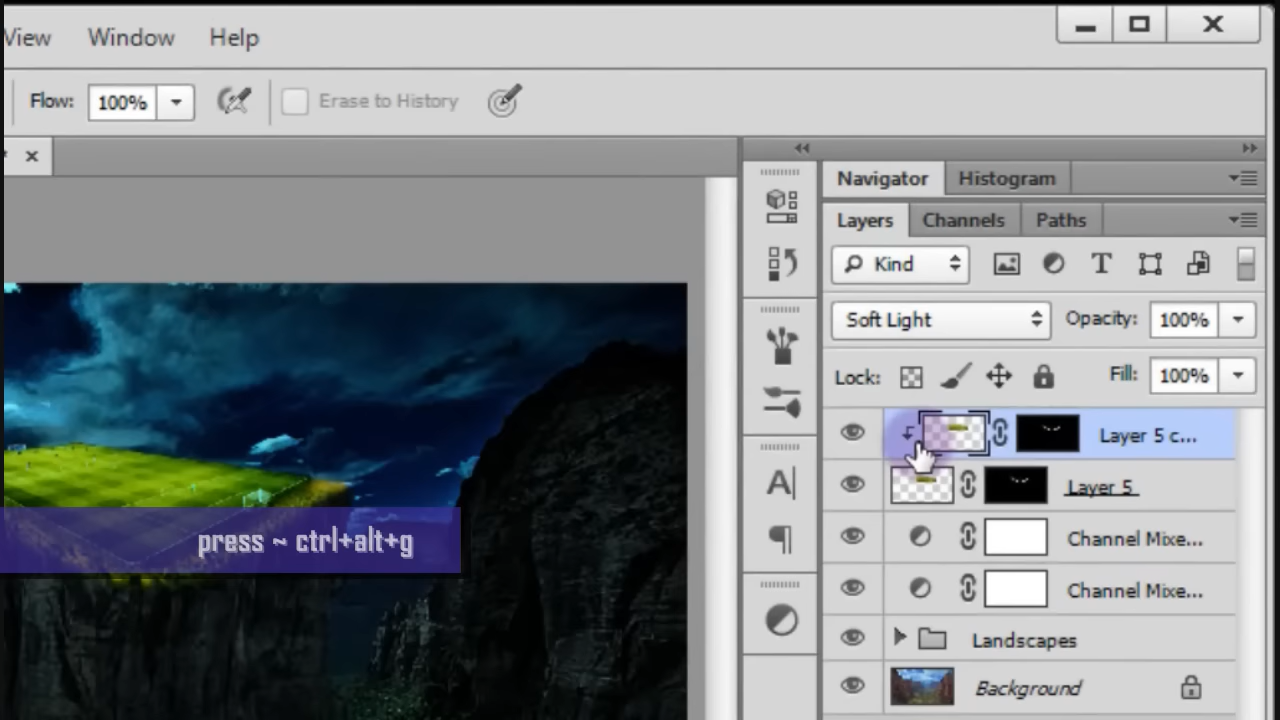 View Window Help
Flow: 100% Erase to History
Navigator Histogram
Layers Channels Paths
Kind T
Soft Light Opacity: 100%
Lock: Fill: 100%
Layer 5 c...
Layer 5
press ~ ctrl+alt+g
Channel Mixe...
Channel Mixe...
Landscapes
Background